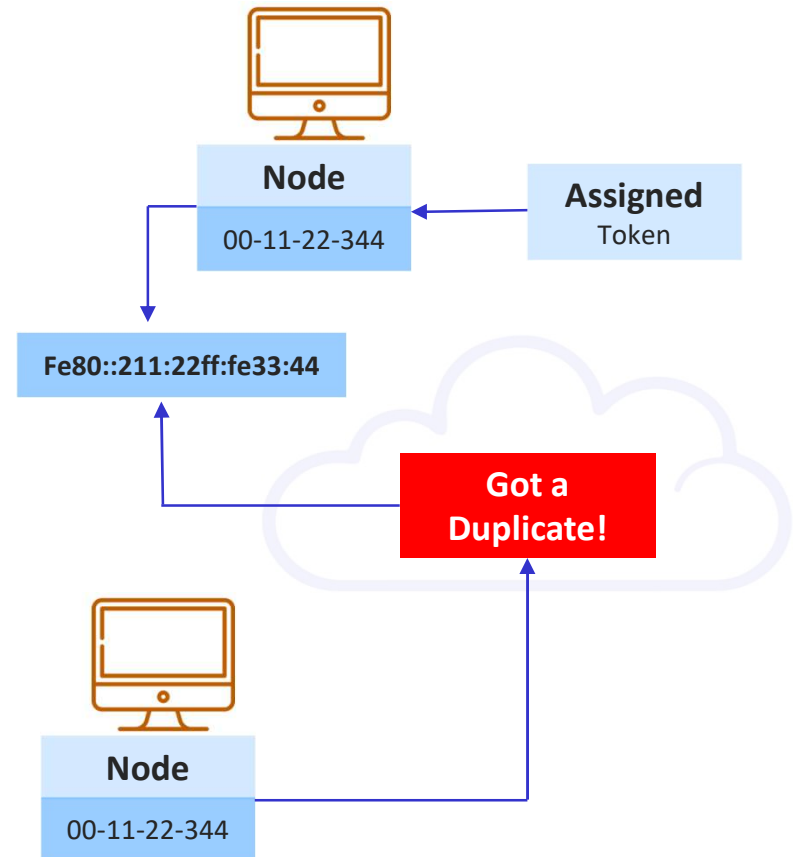 Node
00-11-22-344
Assigned
Token
Fe80::211:22ff:fe33:44
Got a
Duplicate!
Node
00-11-22-344